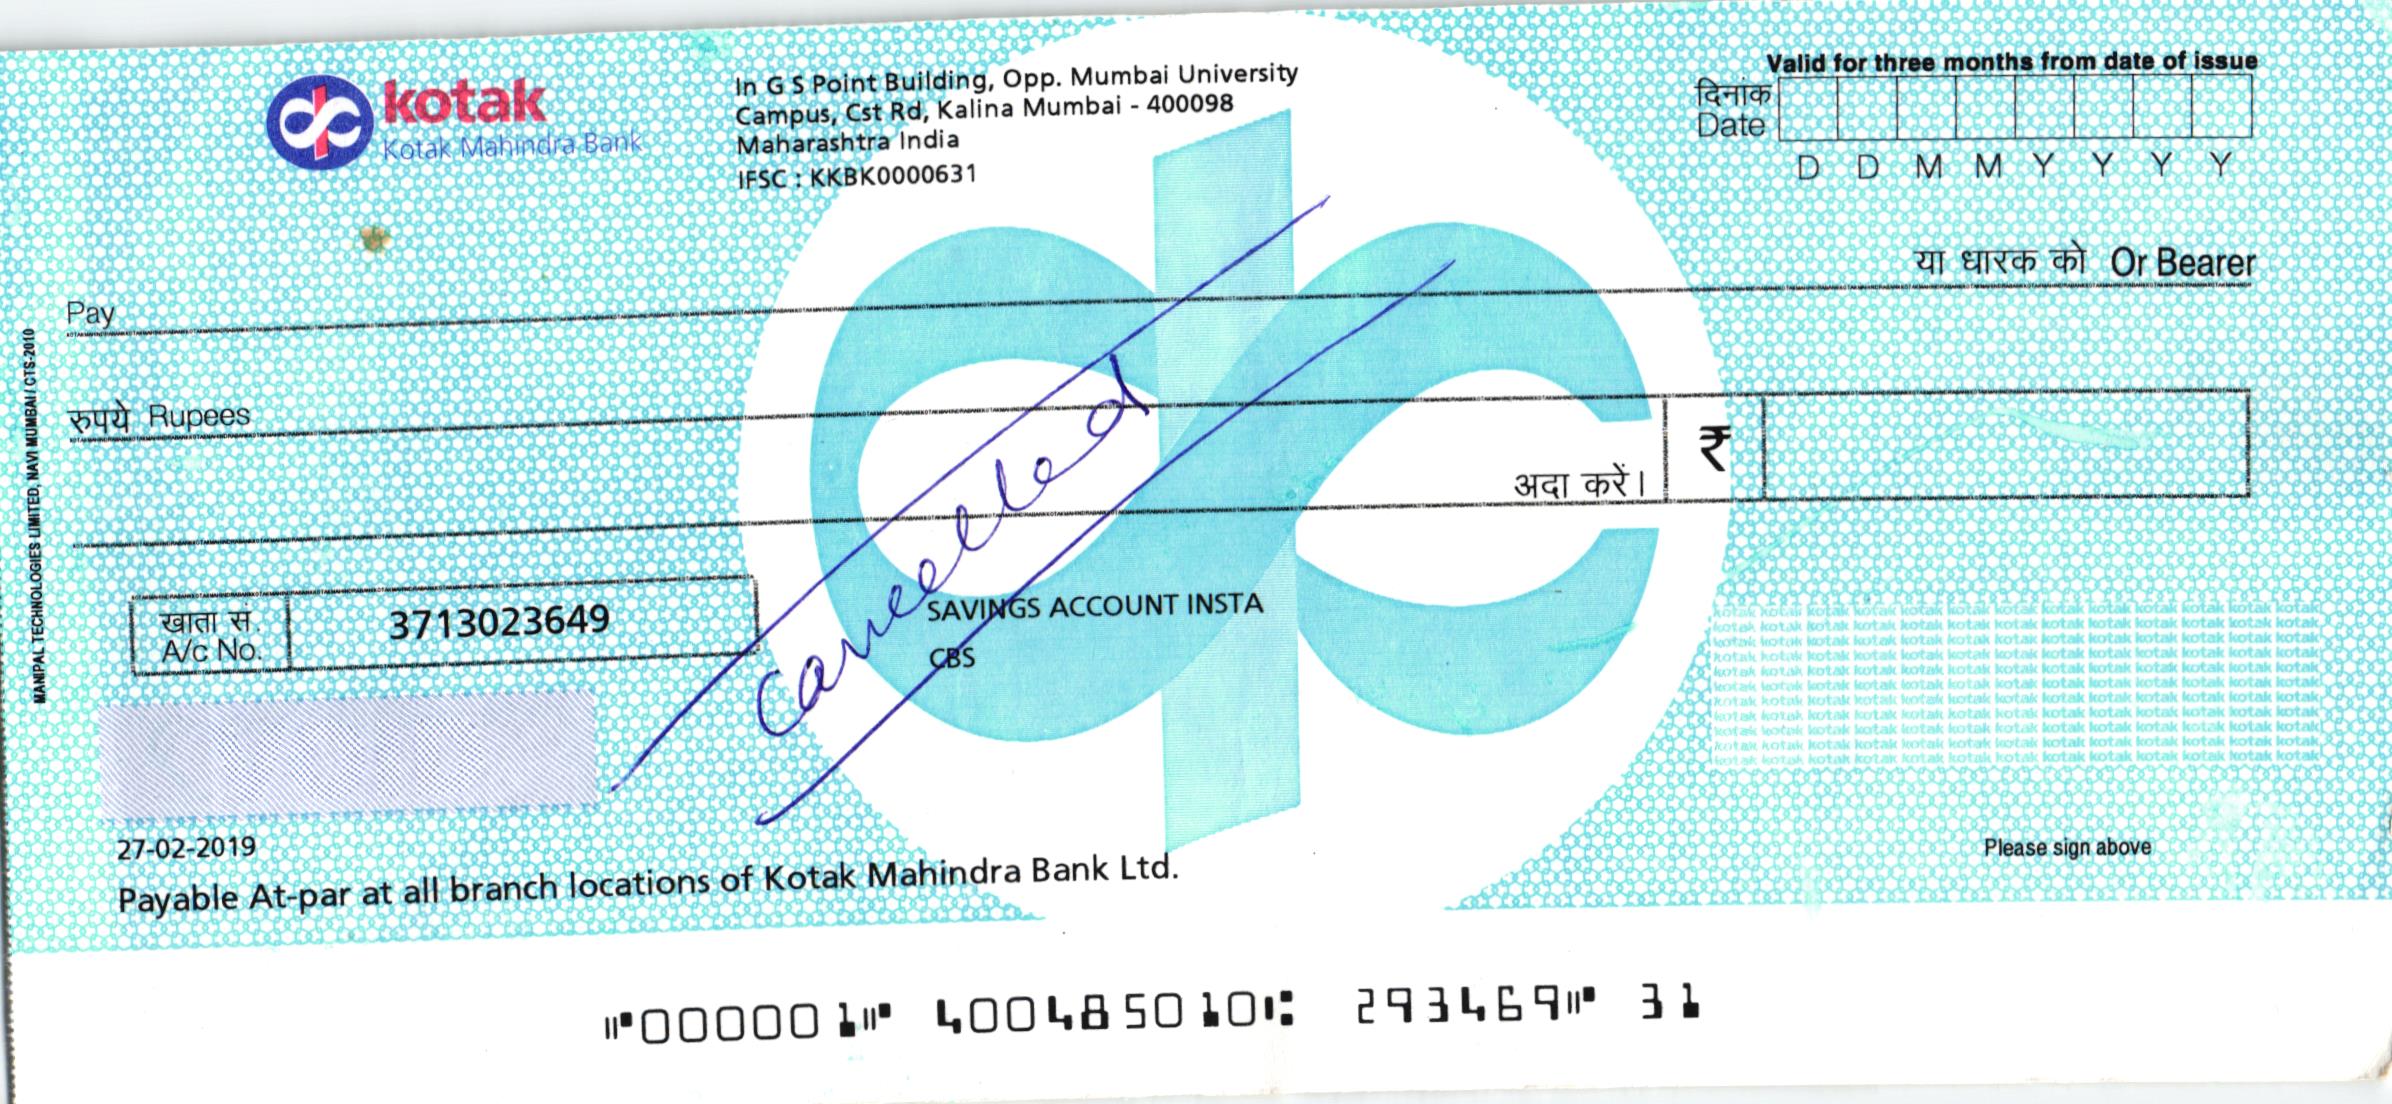 kotak
Kotak Mahindra Bank
In G S Point Building, Opp. Mumbai University
Campus, Cst Rd, Kalina Mumbai - 400098
Maharashtra India
IFSC : KKBK0000631
Valid for three months from date of issue
दिनांक
Date
D D M M Y Y Y Y
Pay
या धारक को Or Bearer
रुपये Rupees
अदा करें।
₹
Cancelled
खाता सं.
A/c No.
3713023649
SAVINGS ACCOUNT INSTA
CBS
VOID
MANIPAL TECHNOLOGIES LIMITED, NAVI MUMBAI / CTS-2010
27-02-2019
Payable At-par at all branch locations of Kotak Mahindra Bank Ltd.
Please sign above
⑈000001⑈ 400485010⑆ 293469⑈ 31